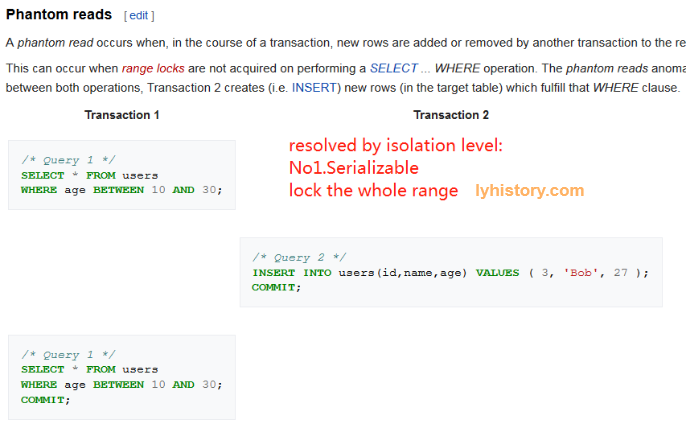 Phantom reads [ edit ]
A phantom read occurs when, in the course of a transaction, new rows are added or removed by another transaction to the re
This can occur when range locks are not acquired on performing a SELECT ... WHERE operation. The phantom reads anoma
between both operations, Transaction 2 creates (i.e. INSERT) new rows (in the target table) which fulfill that WHERE clause.
Transaction 1
Transaction 2
resolved by isolation level:
No1.Serializable
lock the whole range
lyhistory.com
/* Query 1 */
SELECT * FROM users
WHERE age BETWEEN 10 AND 30;
/* Query 2 */
INSERT INTO users(id,name,age) VALUES ( 3, 'Bob', 27 );
COMMIT;
/* Query 1 */
SELECT * FROM users
WHERE age BETWEEN 10 AND 30;
COMMIT;